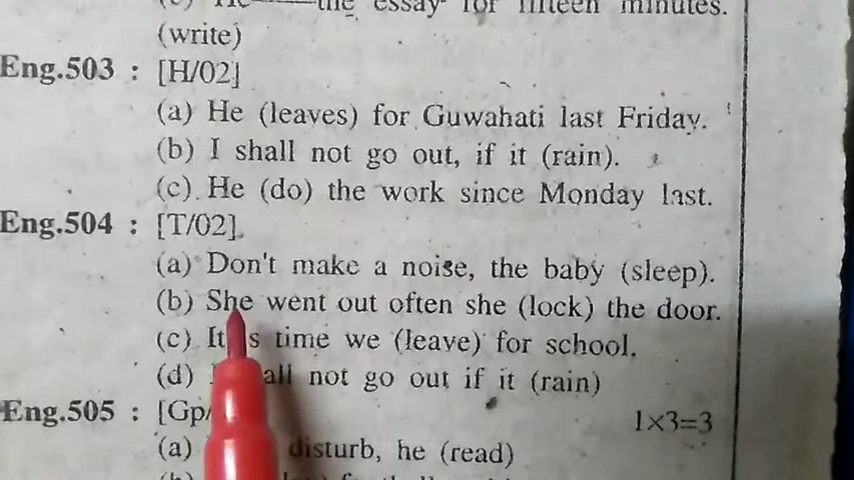 (c) He——the essay for fifteen minutes.
(write)
Eng.503 : [H/02]
(a) He (leaves) for Guwahati last Friday.
(b) I shall not go out, if it (rain).
(c) He (do) the work since Monday last.
Eng.504 : [T/02]
(a) Don't make a noise, the baby (sleep).
(b) She went out often she (lock) the door.
(c) It is time we (leave) for school.
(d) not go out if it (rain)
Eng.505 : [Gp/ 1×3=3
(a) disturb, he (read)